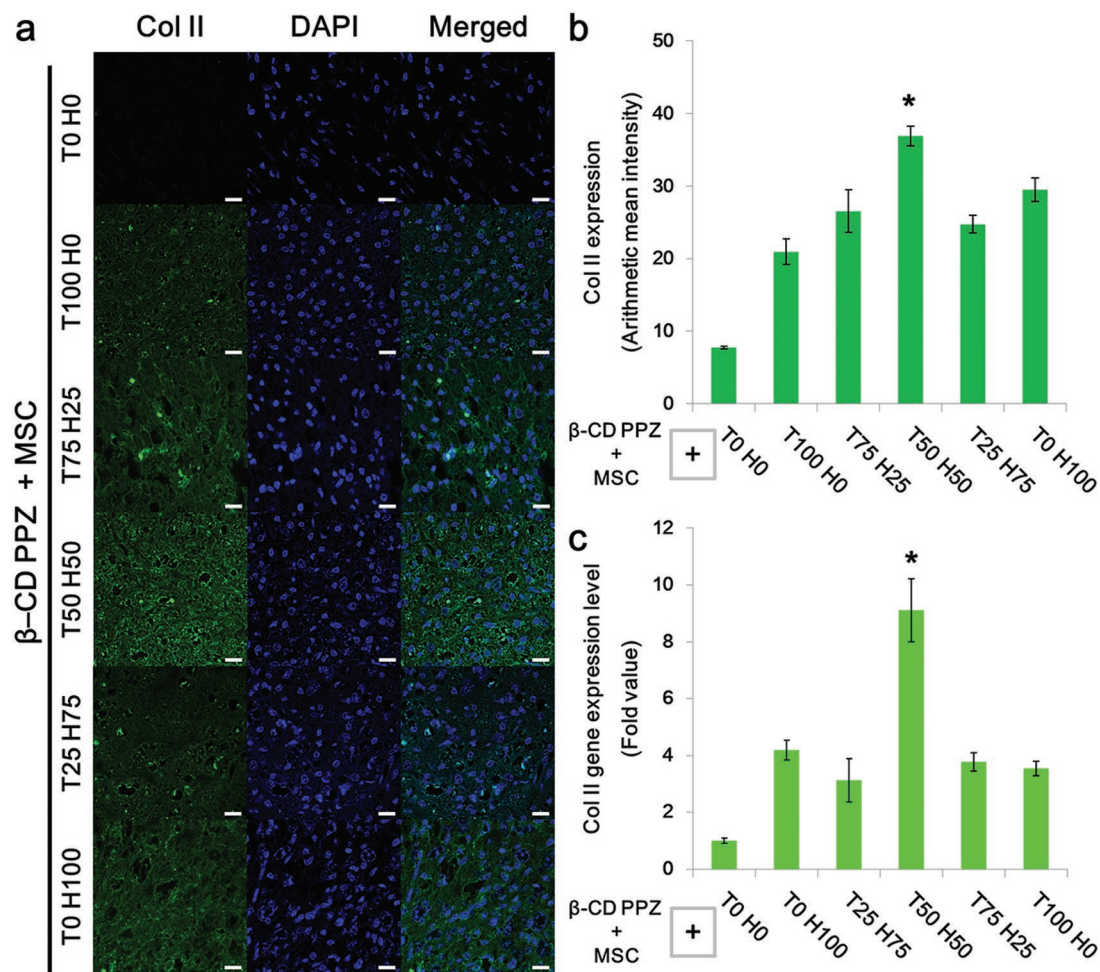 a
Col II DAPI Merged
β–CD PPZ + MSC
T0 H0
T100 H0
T75 H25
T50 H50
T25 H75
T0 H100
b
Col II expression
(Arithmetic mean intensity)
50
40
30
20
10
0
*
β-CD PPZ
+
MSC
+
T0 H0
T100 H0
T75 H25
T50 H50
T25 H75
T0 H100
c
Col II gene expression level
(Fold value)
12
10
8
6
4
2
0
*
β-CD PPZ
+
MSC
+
T0 H0
T0 H100
T25 H75
T50 H50
T75 H25
T100 H0